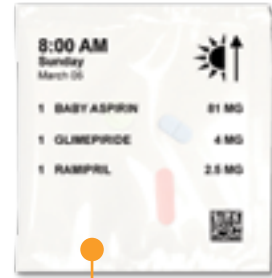 8:00 AM
Sunday
March 06
1 BABY ASPIRIN 81 MG
1 GLIMEPIRIDE 4 MG
1 RAMIPRIL 2.5 MG